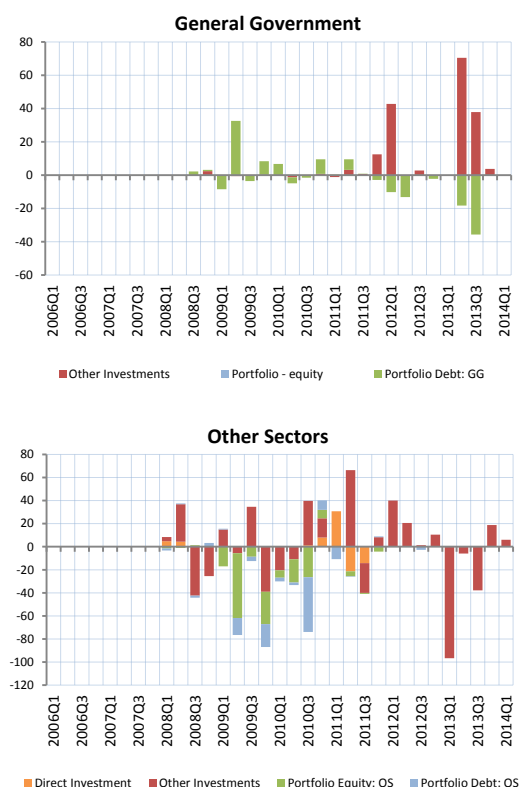 General Government
80
60
40
20
0
-20
-40
-60
2006Q1
2006Q3
2007Q1
2007Q3
2008Q1
2008Q3
2009Q1
2009Q3
2010Q1
2010Q3
2011Q1
2011Q3
2012Q1
2012Q3
2013Q1
2013Q3
2014Q1
Other Investments Portfolio - equity Portfolio Debt: GG
Other Sectors
80
60
40
20
0
-20
-40
-60
-80
-100
-120
2006Q1
2006Q3
2007Q1
2007Q3
2008Q1
2008Q3
2009Q1
2009Q3
2010Q1
2010Q3
2011Q1
2011Q3
2012Q1
2012Q3
2013Q1
2013Q3
2014Q1
Direct Investment Other Investments Portfolio Equity: OS Portfolio Debt: OS